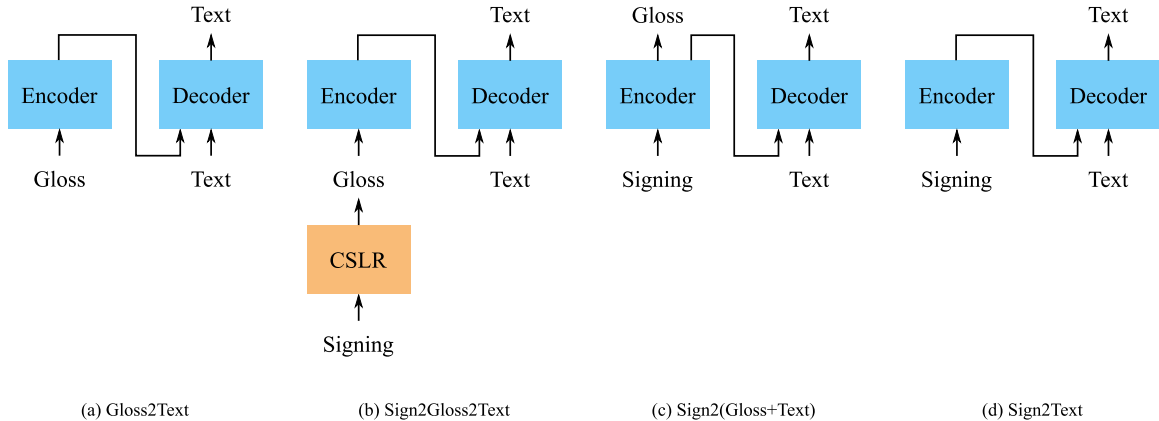 Text Text Gloss Text Text
Encoder Decoder Encoder Decoder Encoder Decoder Encoder Decoder
Gloss Text Gloss Text Signing Text Signing Text
CSLR
Signing
(a) Gloss2Text (b) Sign2Gloss2Text (c) Sign2(Gloss+Text) (d) Sign2Text